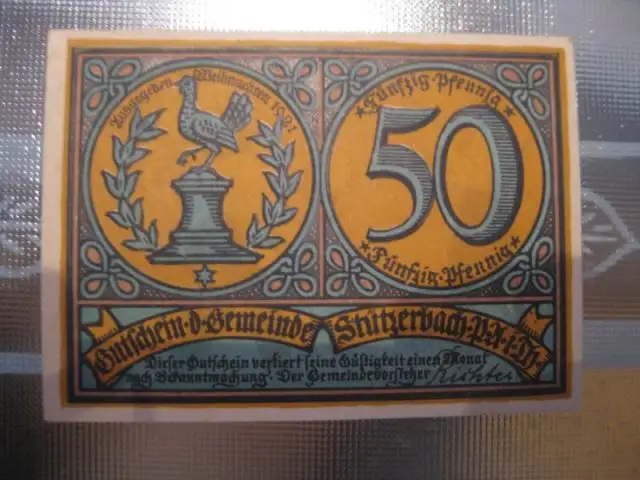 Ausgegeben Weihnachten 1921
Fünfzig-Pfennig
50
Fünfzig-Pfennig
Gutschein·d·Gemeinde Stützerbach·P.A·i·Th·
Dieser Gutschein verliert seine Gültigkeit einen Monat
nach Bekanntmachung· Der Gemeindevorsteher Richter